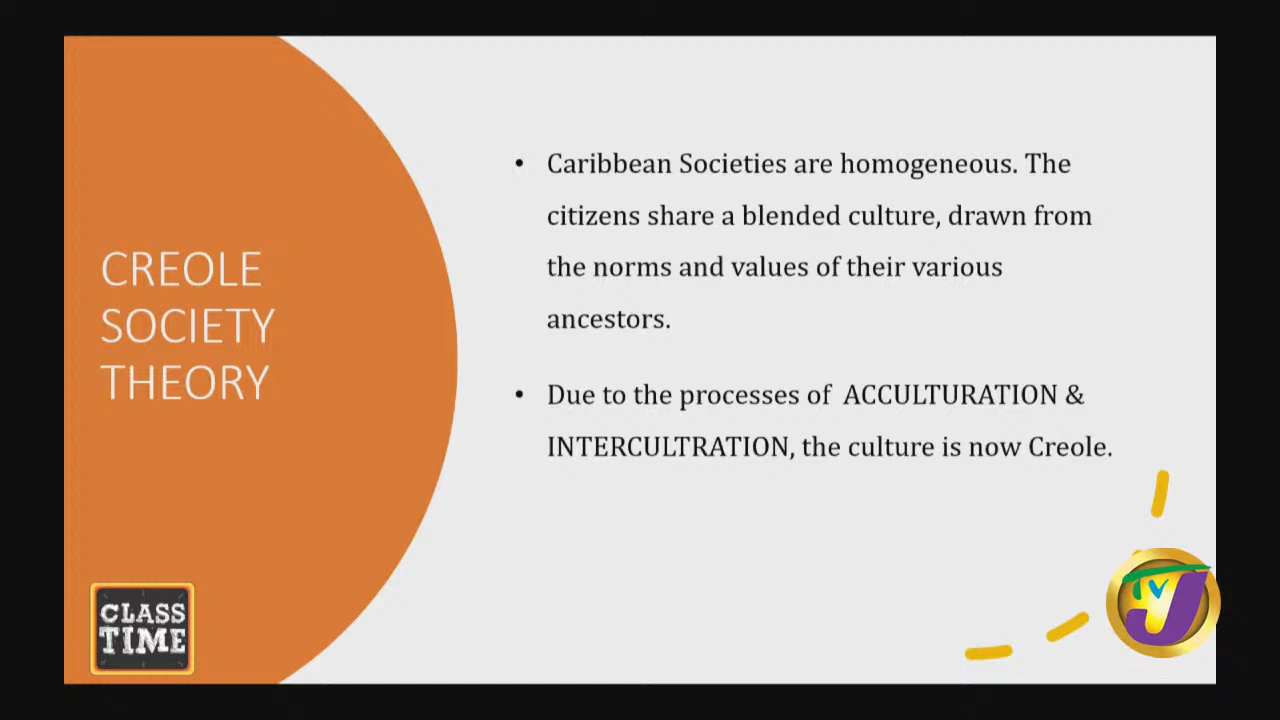 CREOLE
SOCIETY
THEORY
• Caribbean Societies are homogeneous. The
citizens share a blended culture, drawn from
the norms and values of their various
ancestors.
• Due to the processes of ACCULTURATION &
INTERCULTRATION, the culture is now Creole.
CLASS
TIME
TVJ